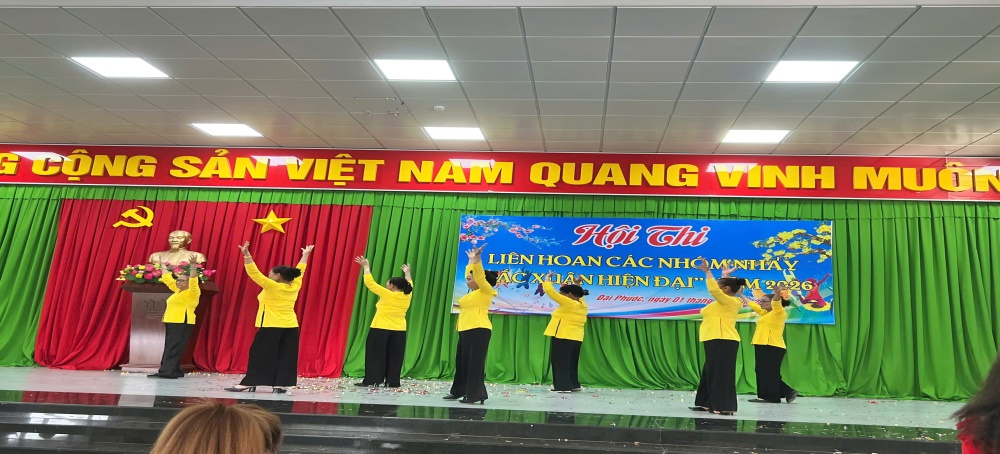 CỘNG SẢN VIỆT NAM QUANG VINH MUÔN
Hội Thi
LIÊN HOAN CÁC NHÓM NHẢY
XUÂN HIỆN ĐẠI" 2026
Đại Phước, ngày 01